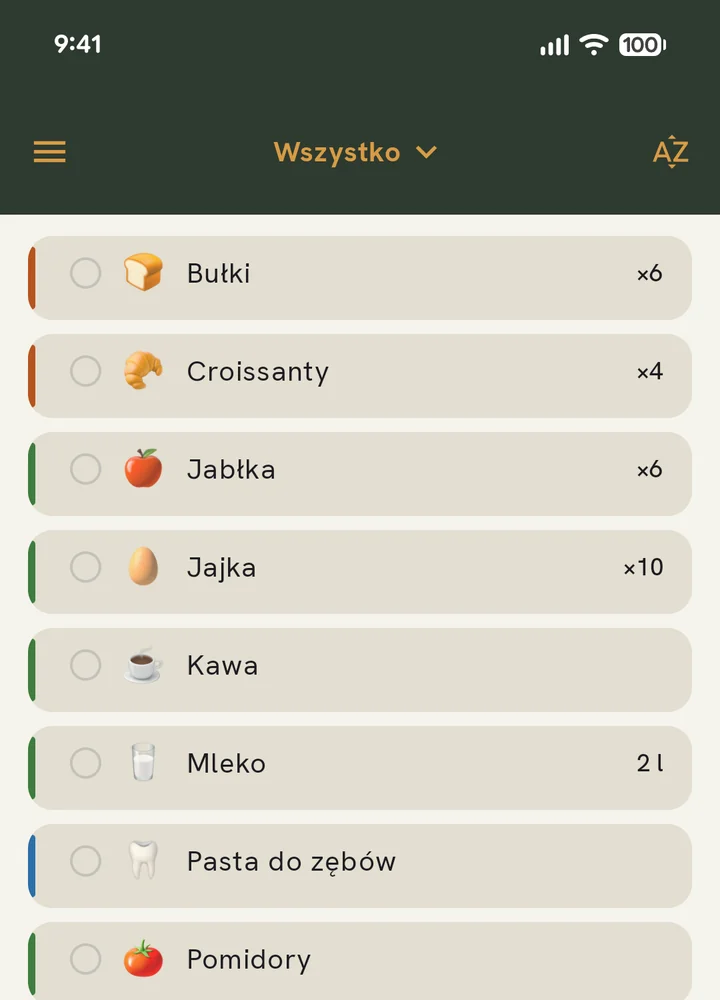 9:41
100
Wszystko
AZ
Bułki ×6
Croissanty ×4
Jabłka ×6
Jajka ×10
Kawa
Mleko 2 l
Pasta do zębów
Pomidory